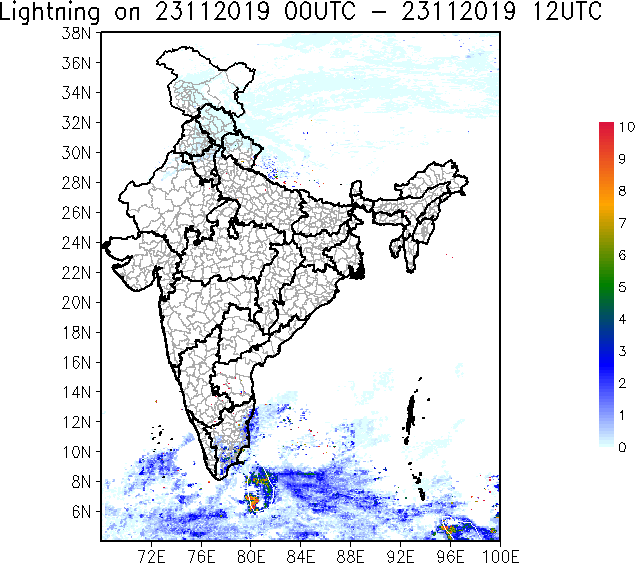 Lightning on 23112019 00UTC – 23112019 12UTC
38N
36N
34N
32N
30N
28N
26N
24N
22N
20N
18N
16N
14N
12N
10N
8N
6N
72E 76E 80E 84E 88E 92E 96E 100E
10
9
8
7
6
5
4
3
2
1
0